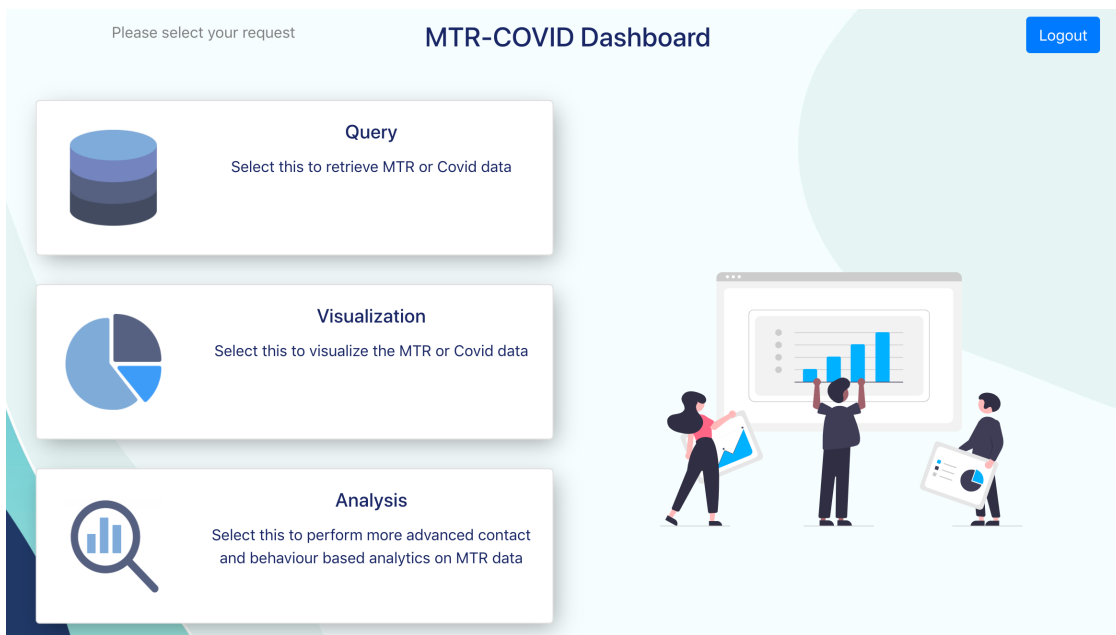 Please select your request
MTR-COVID Dashboard
Logout
Query
Select this to retrieve MTR or Covid data
Visualization
Select this to visualize the MTR or Covid data
Analysis
Select this to perform more advanced contact
and behaviour based analytics on MTR data